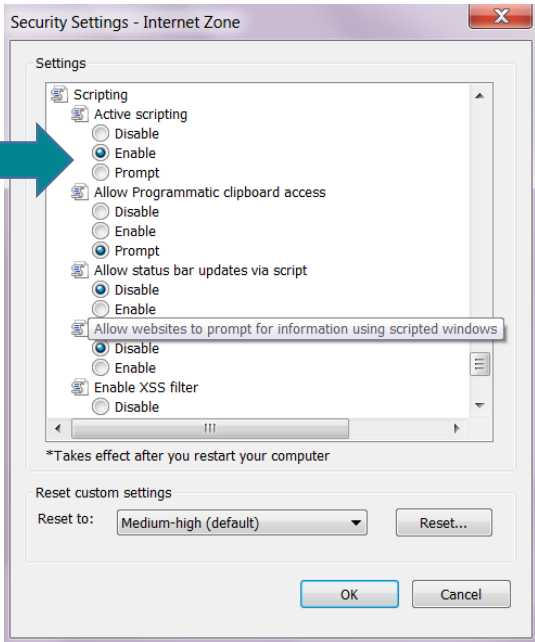 Security Settings - Internet Zone
Settings
Scripting
Active scripting
Disable
Enable
Prompt
Allow Programmatic clipboard access
Disable
Enable
Prompt
Allow status bar updates via script
Disable
Enable
Allow websites to prompt for information using scripted windows
Disable
Enable
Enable XSS filter
Disable
*Takes effect after you restart your computer
Reset custom settings
Reset to: Medium-high (default) Reset...
OK Cancel